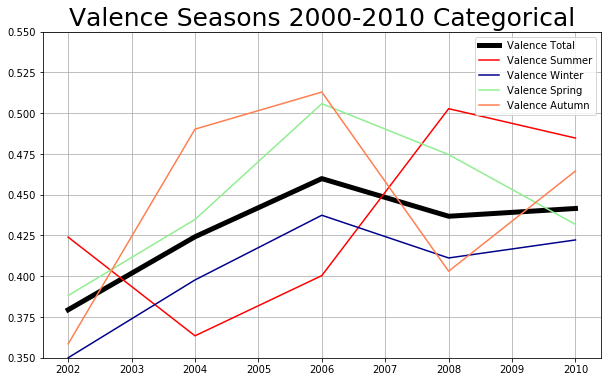 Valence Seasons 2000-2010 Categorical
0.550
0.525
0.500
0.475
0.450
0.425
0.400
0.375
0.350
Valence Total
Valence Summer
Valence Winter
Valence Spring
Valence Autumn
2002 2003 2004 2005 2006 2007 2008 2009 2010